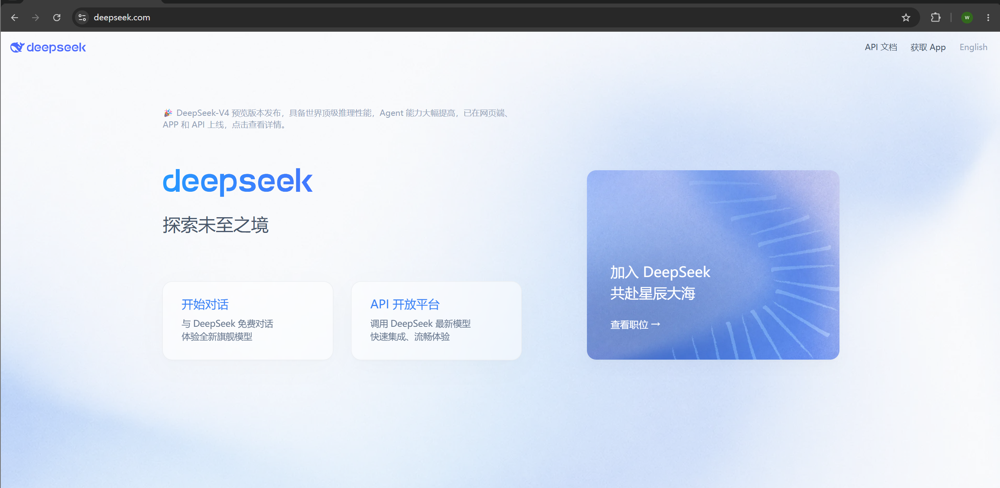 deepseek.com
W
deepseek
API 文档
获取 App
English
🎉 DeepSeek-V4 预览版本发布，具备世界顶级推理性能，Agent 能力大幅提高，已在网页端、
APP 和 API 上线，点击查看详情。
deepseek
探索未至之境
开始对话
与 DeepSeek 免费对话
体验全新旗舰模型
API 开放平台
调用 DeepSeek 最新模型
快速集成、流畅体验
加入 DeepSeek
共赴星辰大海
查看职位 →